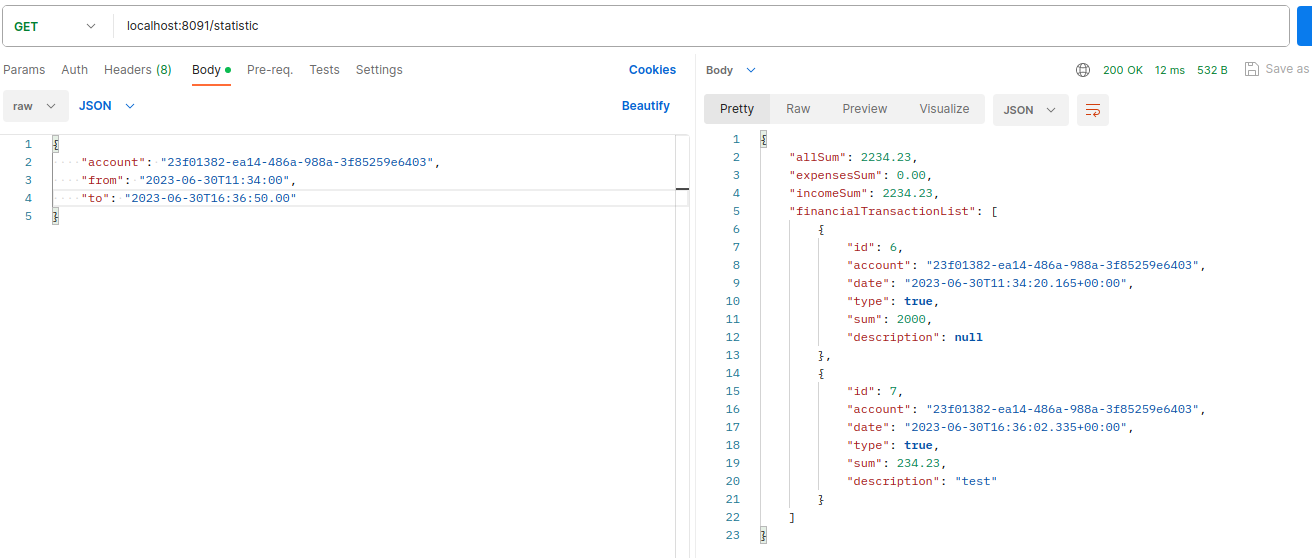 GET localhost:8091/statistic
Params Auth Headers (8) Body Pre-req. Tests Settings Cookies
raw JSON Beautify
1 {
2 "account": "23f01382-ea14-486a-988a-3f85259e6403",
3 "from": "2023-06-30T11:34:00",
4 "to": "2023-06-30T16:36:50.00"
5 }
Body 200 OK 12 ms 532 B Save as
Pretty Raw Preview Visualize JSON
1 {
2 "allSum": 2234.23,
3 "expensesSum": 0.00,
4 "incomeSum": 2234.23,
5 "financialTransactionList": [
6 {
7 "id": 6,
8 "account": "23f01382-ea14-486a-988a-3f85259e6403",
9 "date": "2023-06-30T11:34:20.165+00:00",
10 "type": true,
11 "sum": 2000,
12 "description": null
13 },
14 {
15 "id": 7,
16 "account": "23f01382-ea14-486a-988a-3f85259e6403",
17 "date": "2023-06-30T16:36:02.335+00:00",
18 "type": true,
19 "sum": 234.23,
20 "description": "test"
21 }
22 ]
23 }